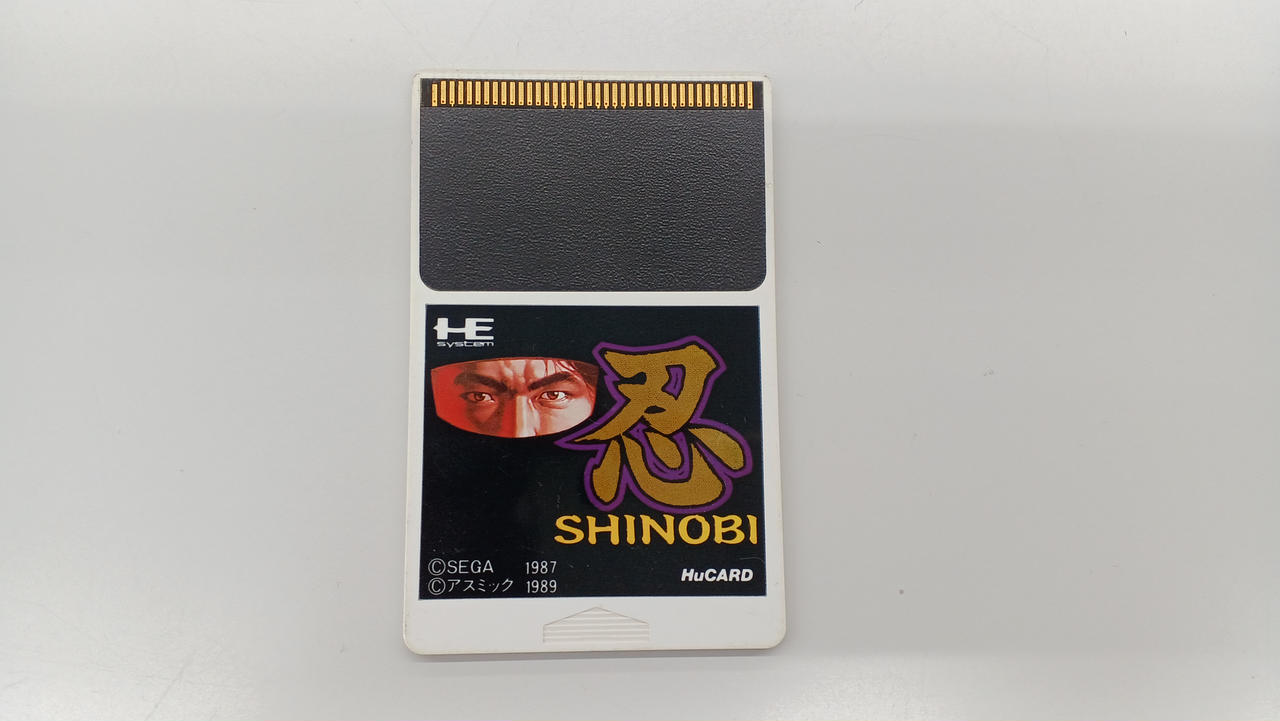 HE
system
忍
SHINOBI
©SEGA 1987
©アスミック 1989
HuCARD